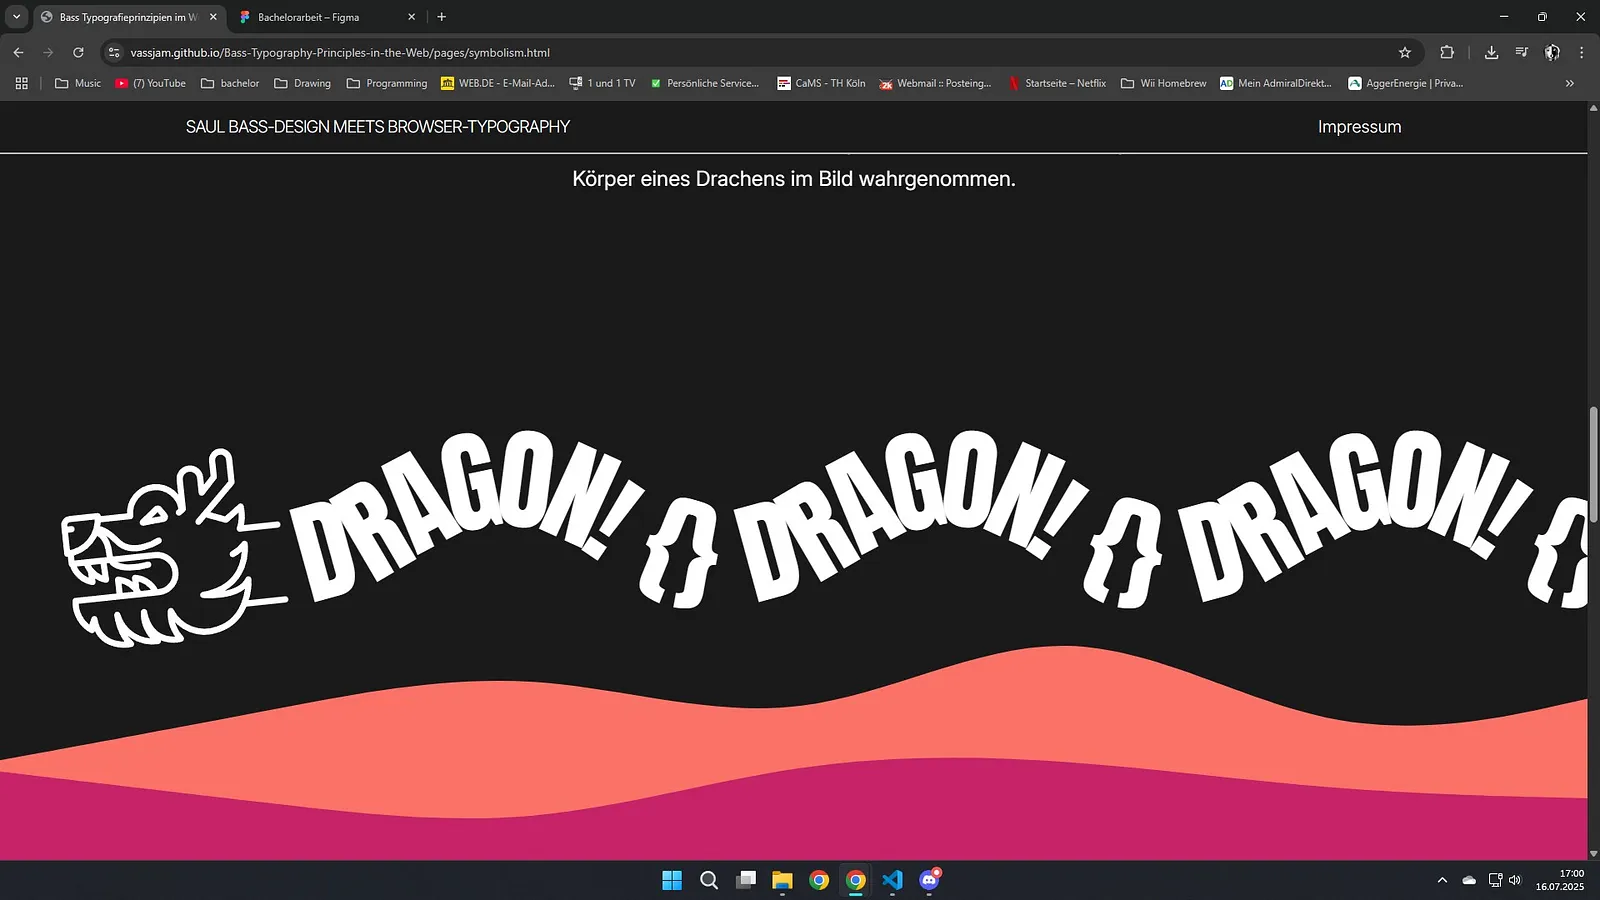 Bass Typografieprinzipien im W
Bachelorarbeit – Figma
vassjam.github.io/Bass-Typography-Principles-in-the-Web/pages/symbolism.html
Music
(7) YouTube
bachelor
Drawing
Programming
WEB.DE - E-Mail-Ad...
1 und 1 TV
Persönliche Service...
CaMS - TH Köln
Webmail :: Posteing...
Startseite – Netflix
Wii Homebrew
AD
Mein AdmiralDirekt...
AggerEnergie | Priva...
SAUL BASS-DESIGN MEETS BROWSER-TYPOGRAPHY
Impressum
Körper eines Drachens im Bild wahrgenommen.
DRAGON! {} DRAGON! {} DRAGON! {}
17:00
16.07.2025